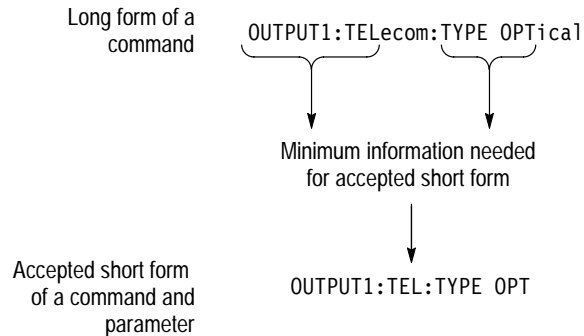 Long form of a
command
OUTPUT1:TELecom:TYPE OPTical
Minimum information needed
for accepted short form
Accepted short form
of a command and
parameter
OUTPUT1:TEL:TYPE OPT